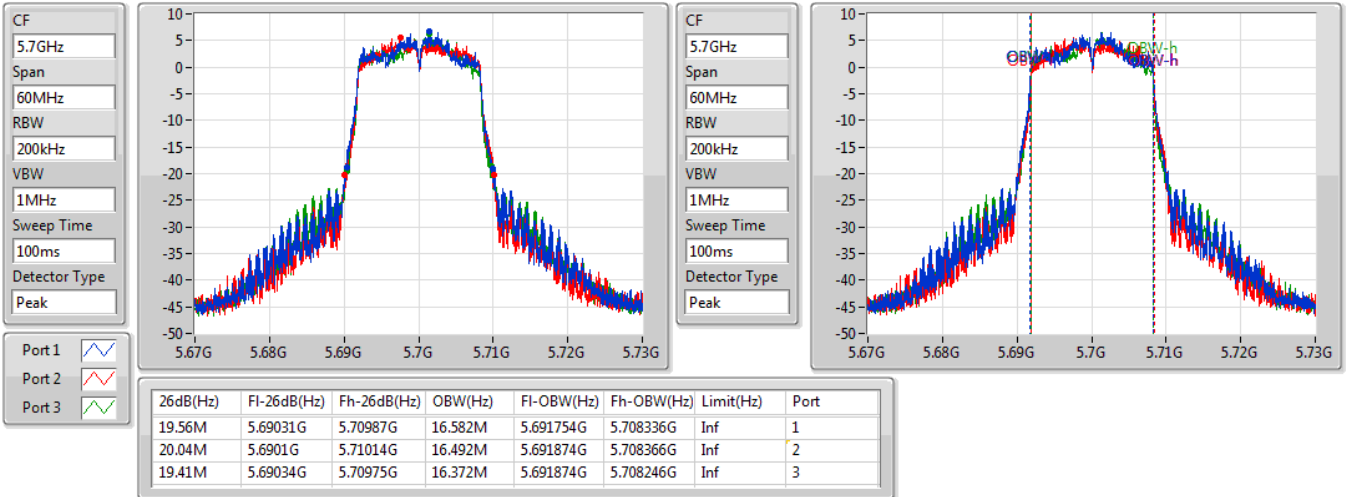 CF
5.7GHz
Span
60MHz
RBW
200kHz
VBW
1MHz
Sweep Time
100ms
Detector Type
Peak
10
5
0
-5
-10
-15
-20
-25
-30
-35
-40
-45
-50
5.67G 5.68G 5.69G 5.7G 5.71G 5.72G 5.73G
CF
5.7GHz
Span
60MHz
RBW
200kHz
VBW
1MHz
Sweep Time
100ms
Detector Type
Peak
10
5
0
-5
-10
-15
-20
-25
-30
-35
-40
-45
-50
OBW-h
OBW-h
5.67G 5.68G 5.69G 5.7G 5.71G 5.72G 5.73G
Port 1
Port 2
Port 3
26dB(Hz) Fl-26dB(Hz) Fh-26dB(Hz) OBW(Hz) Fl-OBW(Hz) Fh-OBW(Hz) Limit(Hz) Port
19.56M 5.69031G 5.70987G 16.582M 5.691754G 5.708336G Inf 1
20.04M 5.6901G 5.71014G 16.492M 5.691874G 5.708366G Inf 2
19.41M 5.69034G 5.70975G 16.372M 5.691874G 5.708246G Inf 3